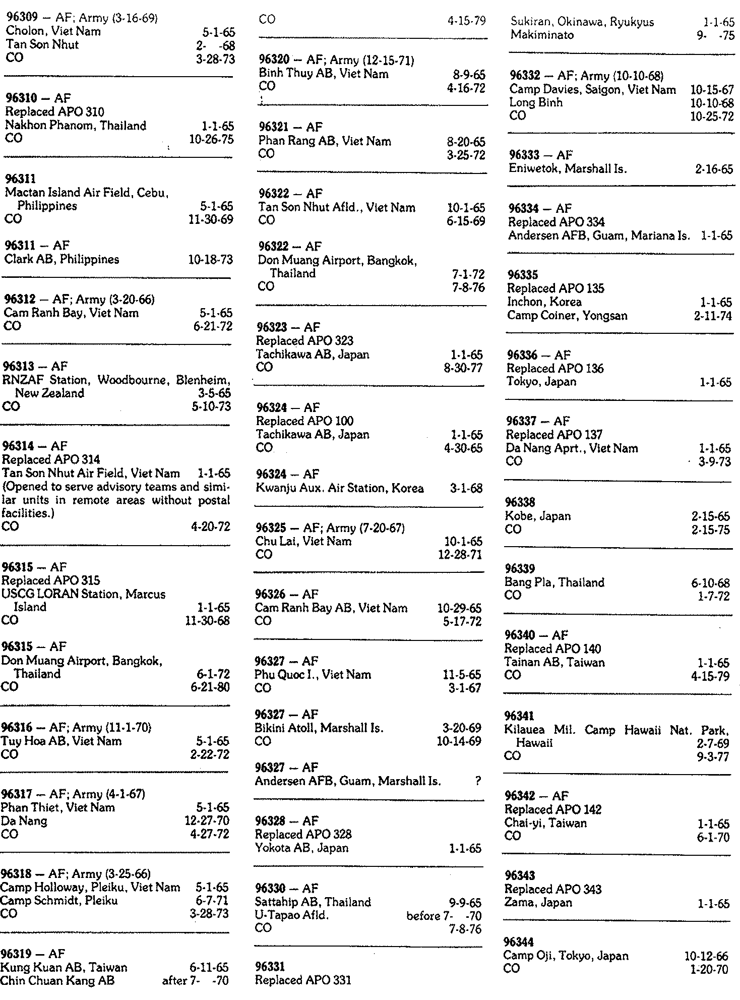 96309 — AF; Army (3-16-69)
Cholon, Viet Nam 5-1-65
Tan Son Nhut 2- -68
CO 3-28-73
96310 — AF
Replaced APO 310
Nakhon Phanom, Thailand 1-1-65
CO 10-26-75
96311
Mactan Island Air Field, Cebu,
Philippines 5-1-65
CO 11-30-69
96311 — AF
Clark AB, Philippines 10-18-73
96312 — AF; Army (3-20-66)
Cam Ranh Bay, Viet Nam 5-1-65
CO 6-21-72
96313 — AF
RNZAF Station, Woodbourne, Blenheim,
New Zealand 3-5-65
CO 5-10-73
96314 — AF
Replaced APO 314
Tan Son Nhut Air Field, Viet Nam 1-1-65
(Opened to serve advisory teams and simi-
lar units in remote areas without postal
facilities.)
CO 4-20-72
96315 — AF
Replaced APO 315
USCG LORAN Station, Marcus
Island 1-1-65
CO 11-30-68
96315 — AF
Don Muang Airport, Bangkok,
Thailand 6-1-72
CO 6-21-80
96316 — AF; Army (11-1-70)
Tuy Hoa AB, Viet Nam 5-1-65
CO 2-22-72
96317 — AF; Army (4-1-67)
Phan Thiet, Viet Nam 5-1-65
Da Nang 12-27-70
CO 4-27-72
96318 — AF; Army (3-25-66)
Camp Holloway, Pleiku, Viet Nam 5-1-65
Camp Schmidt, Pleiku 6-7-71
CO 3-28-73
96319 — AF
Kung Kuan AB, Taiwan 6-11-65
Chin Chuan Kang AB after 7- -70
CO 4-15-79
96320 — AF; Army (12-15-71)
Binh Thuy AB, Viet Nam 8-9-65
CO 4-16-72
96321 — AF
Phan Rang AB, Viet Nam 8-20-65
CO 3-25-72
96322 — AF
Tan Son Nhut Afld., Viet Nam 10-1-65
CO 6-15-69
96322 — AF
Don Muang Airport, Bangkok,
Thailand 7-1-72
CO 7-8-76
96323 — AF
Replaced APO 323
Tachikawa AB, Japan 1-1-65
CO 8-30-77
96324 — AF
Replaced APO 100
Tachikawa AB, Japan 1-1-65
CO 4-30-65
96324 — AF
Kwanju Aux. Air Station, Korea 3-1-68
96325 — AF; Army (7-20-67)
Chu Lai, Viet Nam 10-1-65
CO 12-28-71
96326 — AF
Cam Ranh Bay AB, Viet Nam 10-29-65
CO 5-17-72
96327 — AF
Phu Quoc I., Viet Nam 11-5-65
CO 3-1-67
96327 — AF
Bikini Atoll, Marshall Is. 3-20-69
CO 10-14-69
96327 — AF
Andersen AFB, Guam, Marshall Is. ?
96328 — AF
Replaced APO 328
Yokota AB, Japan 1-1-65
96330 — AF
Sattahip AB, Thailand 9-9-65
U-Tapao Afld. before 7- -70
CO 7-8-76
96331
Replaced APO 331
Sukiran, Okinawa, Ryukyus 1-1-65
Makiminato 9- -75
96332 — AF; Army (10-10-68)
Camp Davies, Saigon, Viet Nam 10-15-67
Long Binh 10-10-68
CO 10-25-72
96333 — AF
Eniwetok, Marshall Is. 2-16-65
96334 — AF
Replaced APO 334
Andersen AFB, Guam, Mariana Is. 1-1-65
96335
Replaced APO 135
Inchon, Korea 1-1-65
Camp Coiner, Yongsan 2-11-74
96336 — AF
Replaced APO 136
Tokyo, Japan 1-1-65
96337 — AF
Replaced APO 137
Da Nang Aprt., Viet Nam 1-1-65
CO 3-9-73
96338
Kobe, Japan 2-15-65
CO 2-15-75
96339
Bang Pla, Thailand 6-10-68
CO 1-7-72
96340 — AF
Replaced APO 140
Tainan AB, Taiwan 1-1-65
CO 4-15-79
96341
Kilauea Mil. Camp Hawaii Nat. Park,
Hawaii 2-7-69
CO 9-3-77
96342 — AF
Replaced APO 142
Chai-yi, Taiwan 1-1-65
CO 6-1-70
96343
Replaced APO 343
Zama, Japan 1-1-65
96344
Camp Oji, Tokyo, Japan 10-12-66
CO 1-20-70